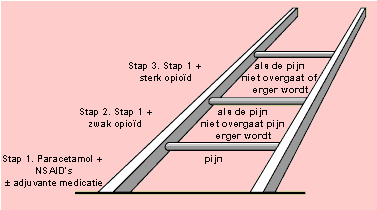 Stap 3. Stap 1 +
sterk opioïd
als de pijn
niet overgaat of
erger wordt
Stap 2. Stap 1 +
zwak opioïd
als de pijn
niet overgaat pijn
erger wordt
Stap 1. Paracetamol +
NSAID's
± adjuvante medicatie
pijn